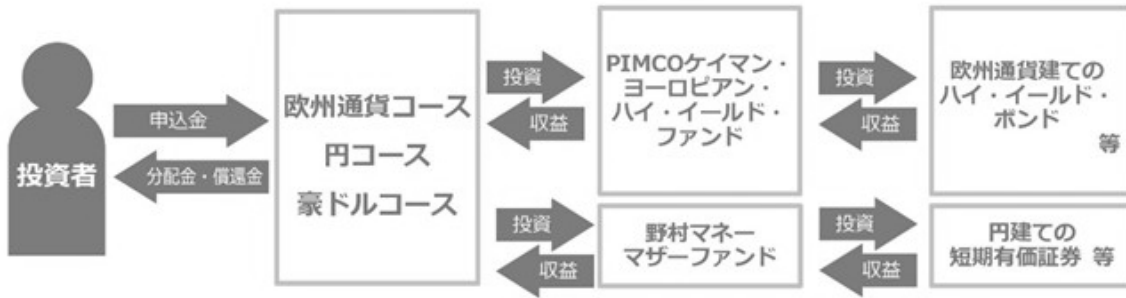 投資者
申込金
分配金・償還金
欧州通貨コース
円コース
豪ドルコース
投資
収益
PIMCOケイマン・
ヨーロピアン・
ハイ・イールド・
ファンド
投資
収益
欧州通貨建ての
ハイ・イールド・
ボンド
等
投資
収益
野村マネー
マザーファンド
投資
収益
円建ての
短期有価証券 等